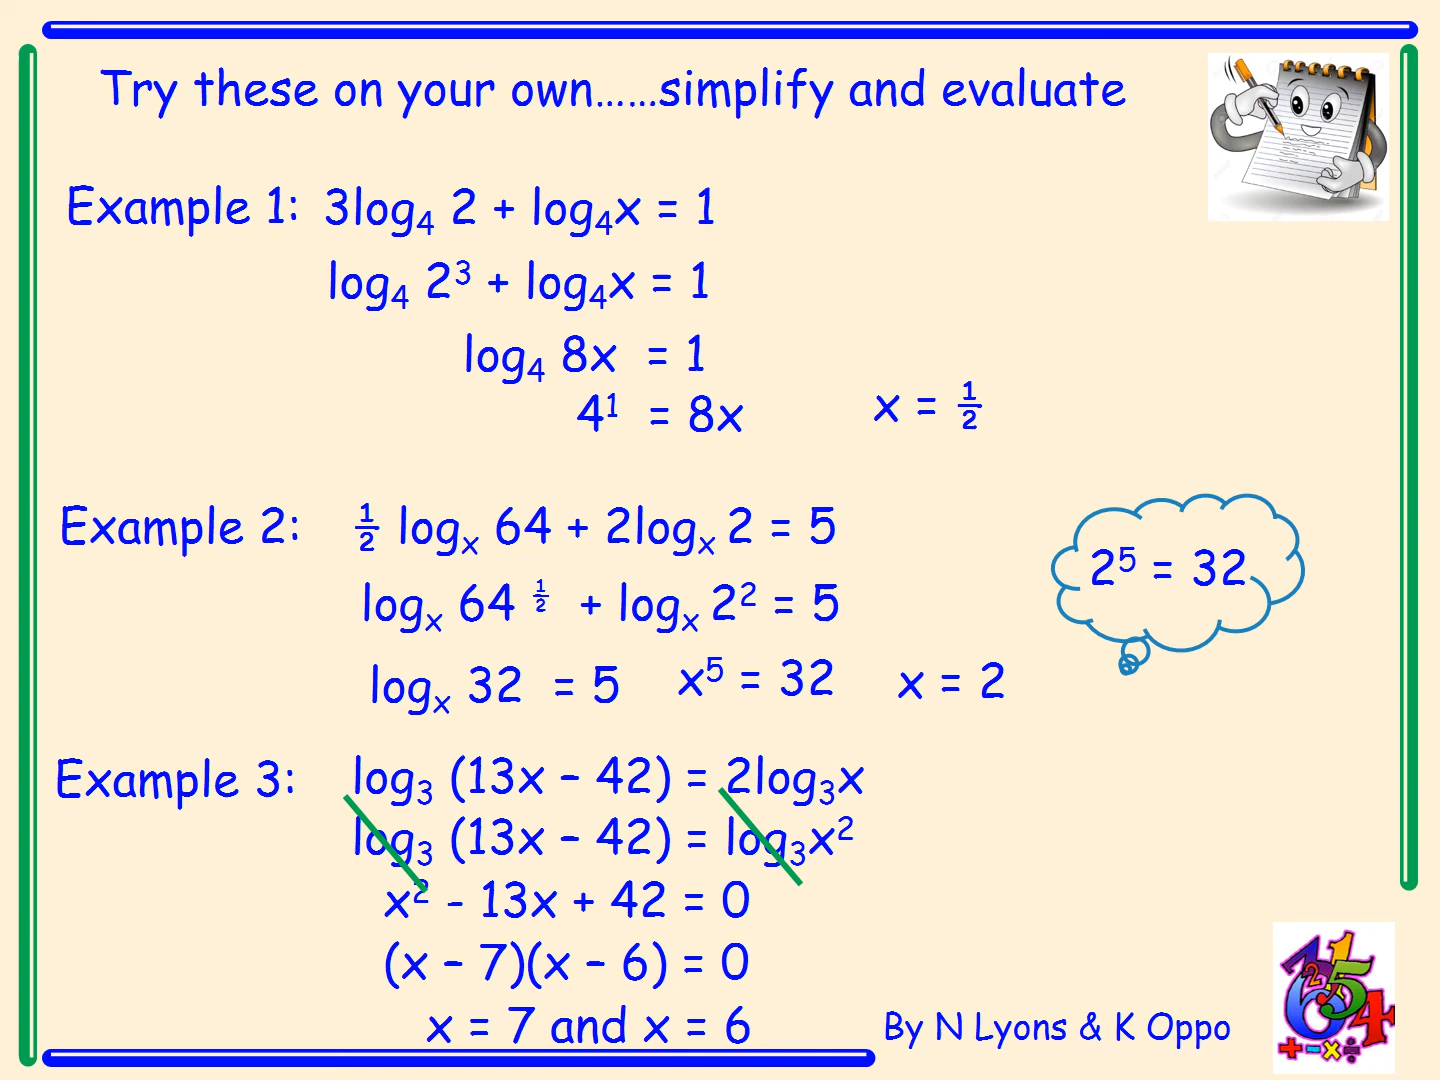 Try these on your own......simplify and evaluate
Example 1: 3log₄ 2 + log₄x = 1
log₄ 2³ + log₄x = 1
log₄ 8x = 1
4¹ = 8x
x = ½
Example 2: ½ logₓ 64 + 2logₓ 2 = 5
2⁵ = 32
logₓ 64 ^½ + logₓ 2² = 5
logₓ 32 = 5 x⁵ = 32 x = 2
Example 3: log₃ (13x – 42) = 2log₃x
log₃ (13x – 42) = log₃x²
x² - 13x + 42 = 0
(x – 7)(x – 6) = 0
x = 7 and x = 6
By N Lyons & K Oppo